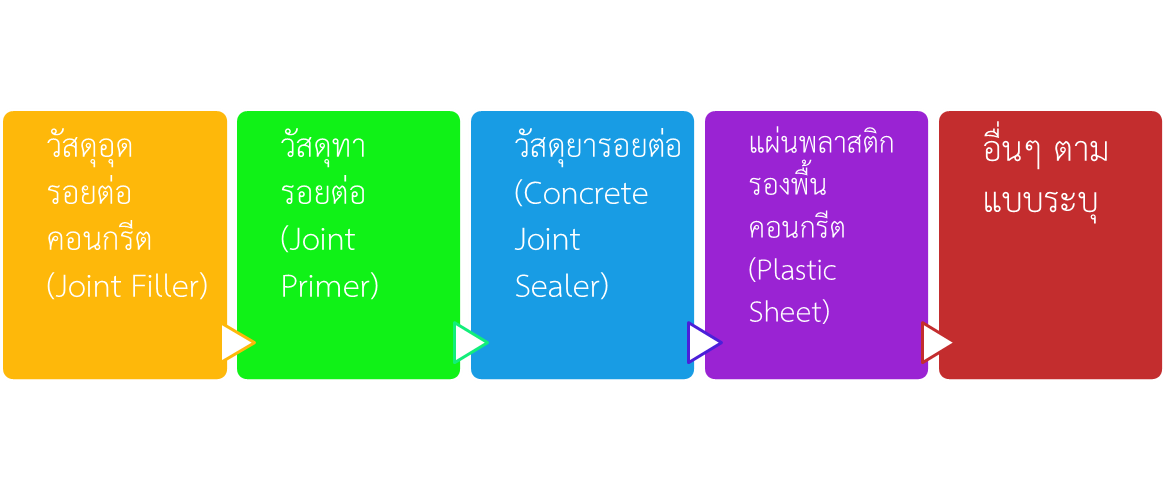 วัสดุอุด
รอยต่อ
คอนกรีต
(Joint Filler)
วัสดุทา
รอยต่อ
(Joint
Primer)
วัสดุยารอยต่อ
(Concrete
Joint
Sealer)
แผ่นพลาสติก
รองพื้น
คอนกรีต
(Plastic
Sheet)
อื่นๆ ตาม
แบบระบุ